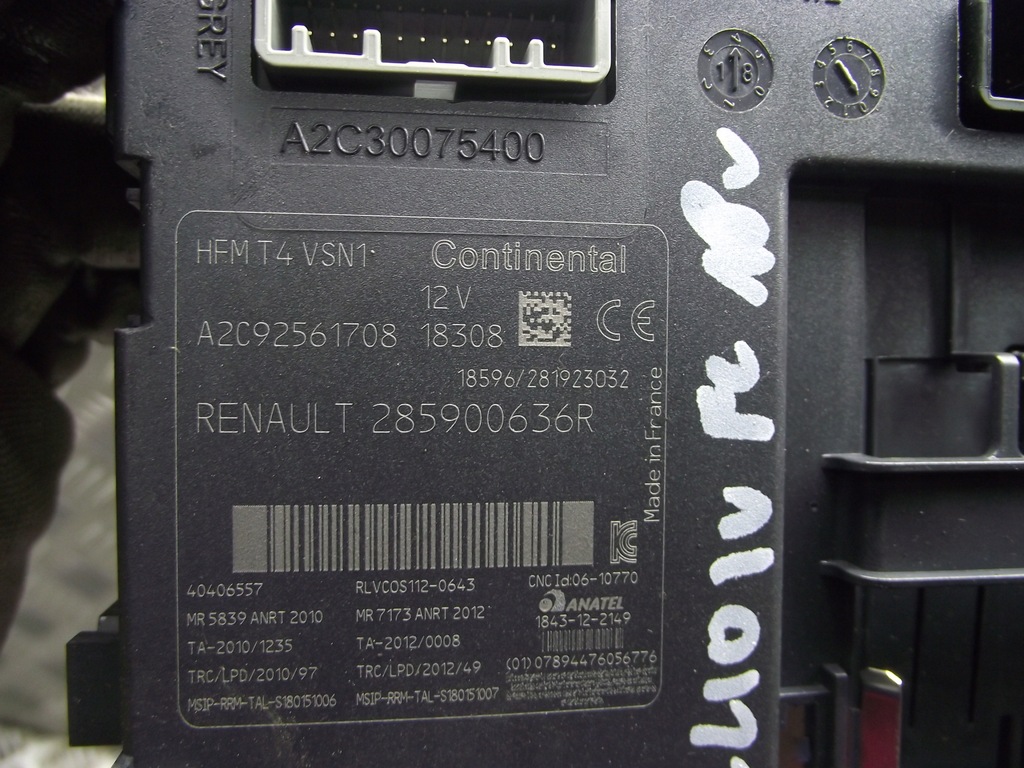 GREY
A2C30075400
HFM T4 VSN1
Continental
12 V
A2C92561708 18308
CE
18596/281923032
RENAULT 285900636R
Made in France
40406557 RLVCOS112-0643 CNC Id:06-10770
MR 5839 ANRT 2010 MR 7173 ANRT 2012 ANATEL
1843-12-2149
TA-2010/1235 TA-2012/0008
(01)07894476056776
TRC/LPD/2010/97 TRC/LPD/2012/49
MSIP-RRM-TAL-S180151006 MSIP-RRM-TAL-S180151007